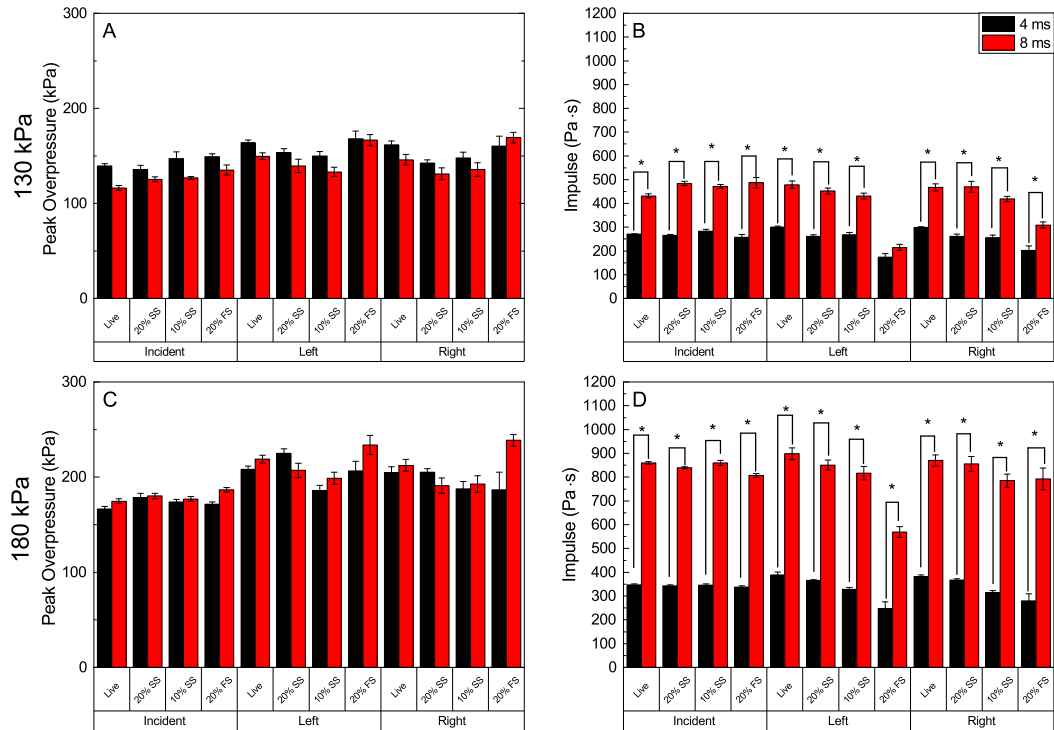 A
300
200
100
0
Peak Overpressure (kPa)
130 kPa
Live
20% SS
10% SS
20% FS
Live
20% SS
10% SS
20% FS
Live
20% SS
10% SS
20% FS
Incident
Left
Right
B
4 ms
8 ms
1200
1100
1000
900
800
700
600
500
400
300
200
100
0
Impulse (Pa·s)
* * * * * * * * * * *
Live
20% SS
10% SS
20% FS
Live
20% SS
10% SS
20% FS
Live
20% SS
10% SS
20% FS
Incident
Left
Right
C
300
200
100
0
Peak Overpressure (kPa)
180 kPa
Live
20% SS
10% SS
20% FS
Live
20% SS
10% SS
20% FS
Live
20% SS
10% SS
20% FS
Incident
Left
Right
D
1200
1100
1000
900
800
700
600
500
400
300
200
100
0
Impulse (Pa·s)
* * * * * * * * * * * *
Live
20% SS
10% SS
20% FS
Live
20% SS
10% SS
20% FS
Live
20% SS
10% SS
20% FS
Incident
Left
Right